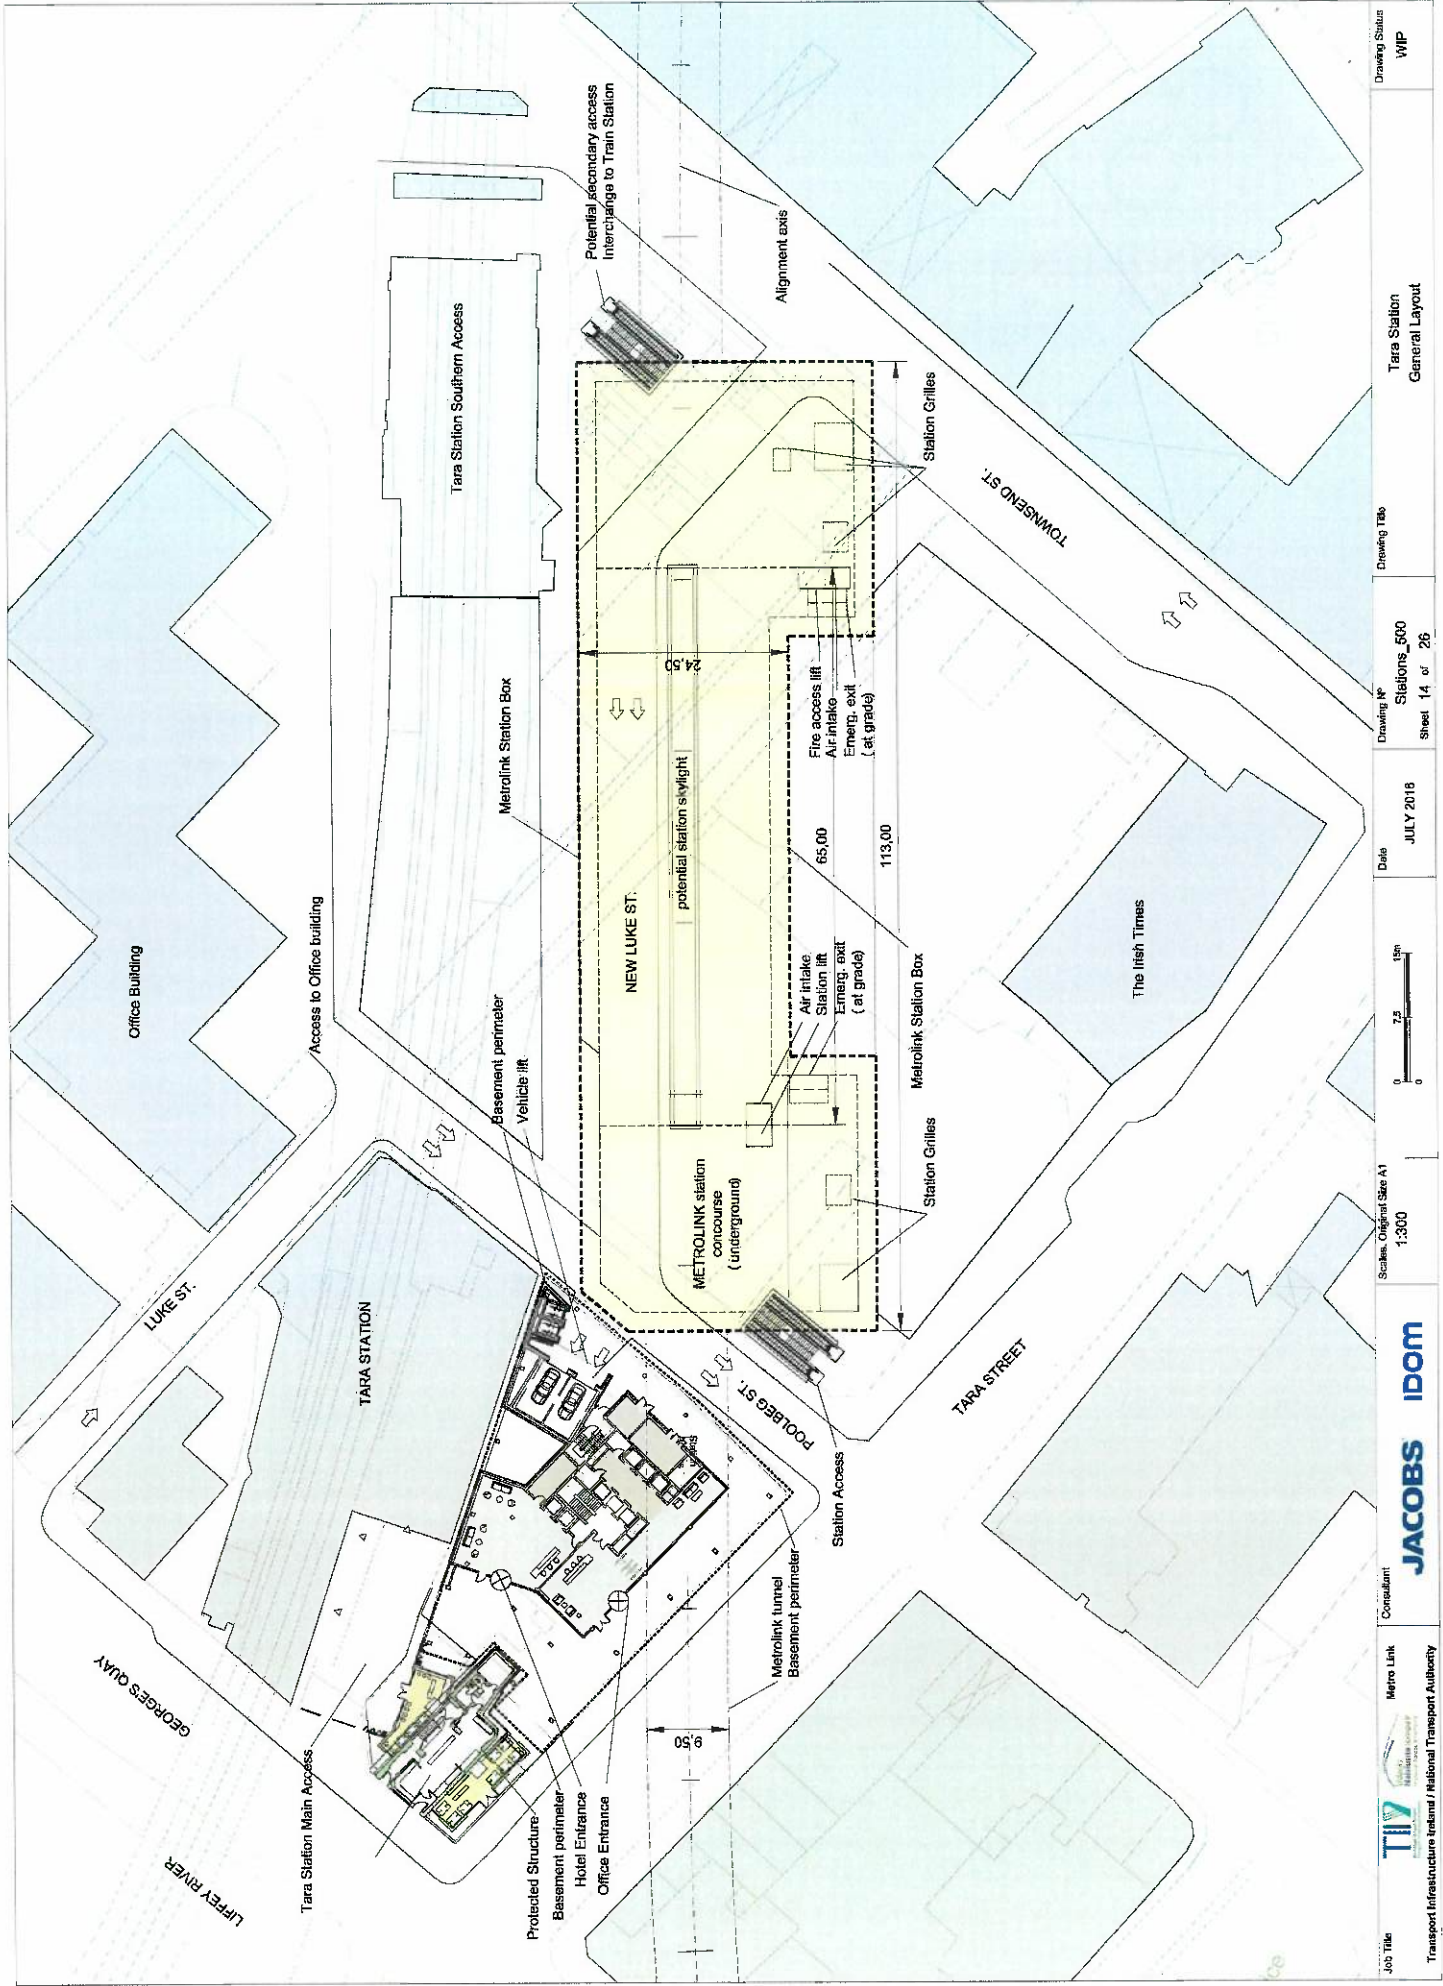 LIFFEY RIVER
GEORGE'S QUAY
Tara Station Main Access
Protected Structure
Basement perimeter
Hotel Entrance
Office Entrance
9,50
Metrolink tunnel
Basement perimeter
Station Access
TARA STATION
LUKE ST.
POOLBEG ST.
TARA STREET
Office Building
Access to Office building
Basement perimeter
Vehicle lift
METROLINK station
concourse
( underground)
Station Grilles
Metrolink Station Box
NEW LUKE ST.
potential station skylight
Air intake
Station lift
Emerg. exit
( at grade)
65,00
113,00
Metrolink Station Box
24,50
Fire access lift
Air intake
Emerg. exit
( at grade)
The Irish Times
TOWNSEND ST.
Station Grilles
Tara Station Southern Access
Potential secondary access
Interchange to Train Station
Alignment axis
Job Title
TII
Metro Link
Transport Infrastructure Ireland / National Transport Authority
Consultant
JACOBS IDOM
Scales. Original Size A1
1:300
0 7.5 15m
0
Date
JULY 2018
Drawing Nº
Stations_500
Sheet 14 of 26
Drawing Title
Tara Station
General Layout
Drawing Status
WIP